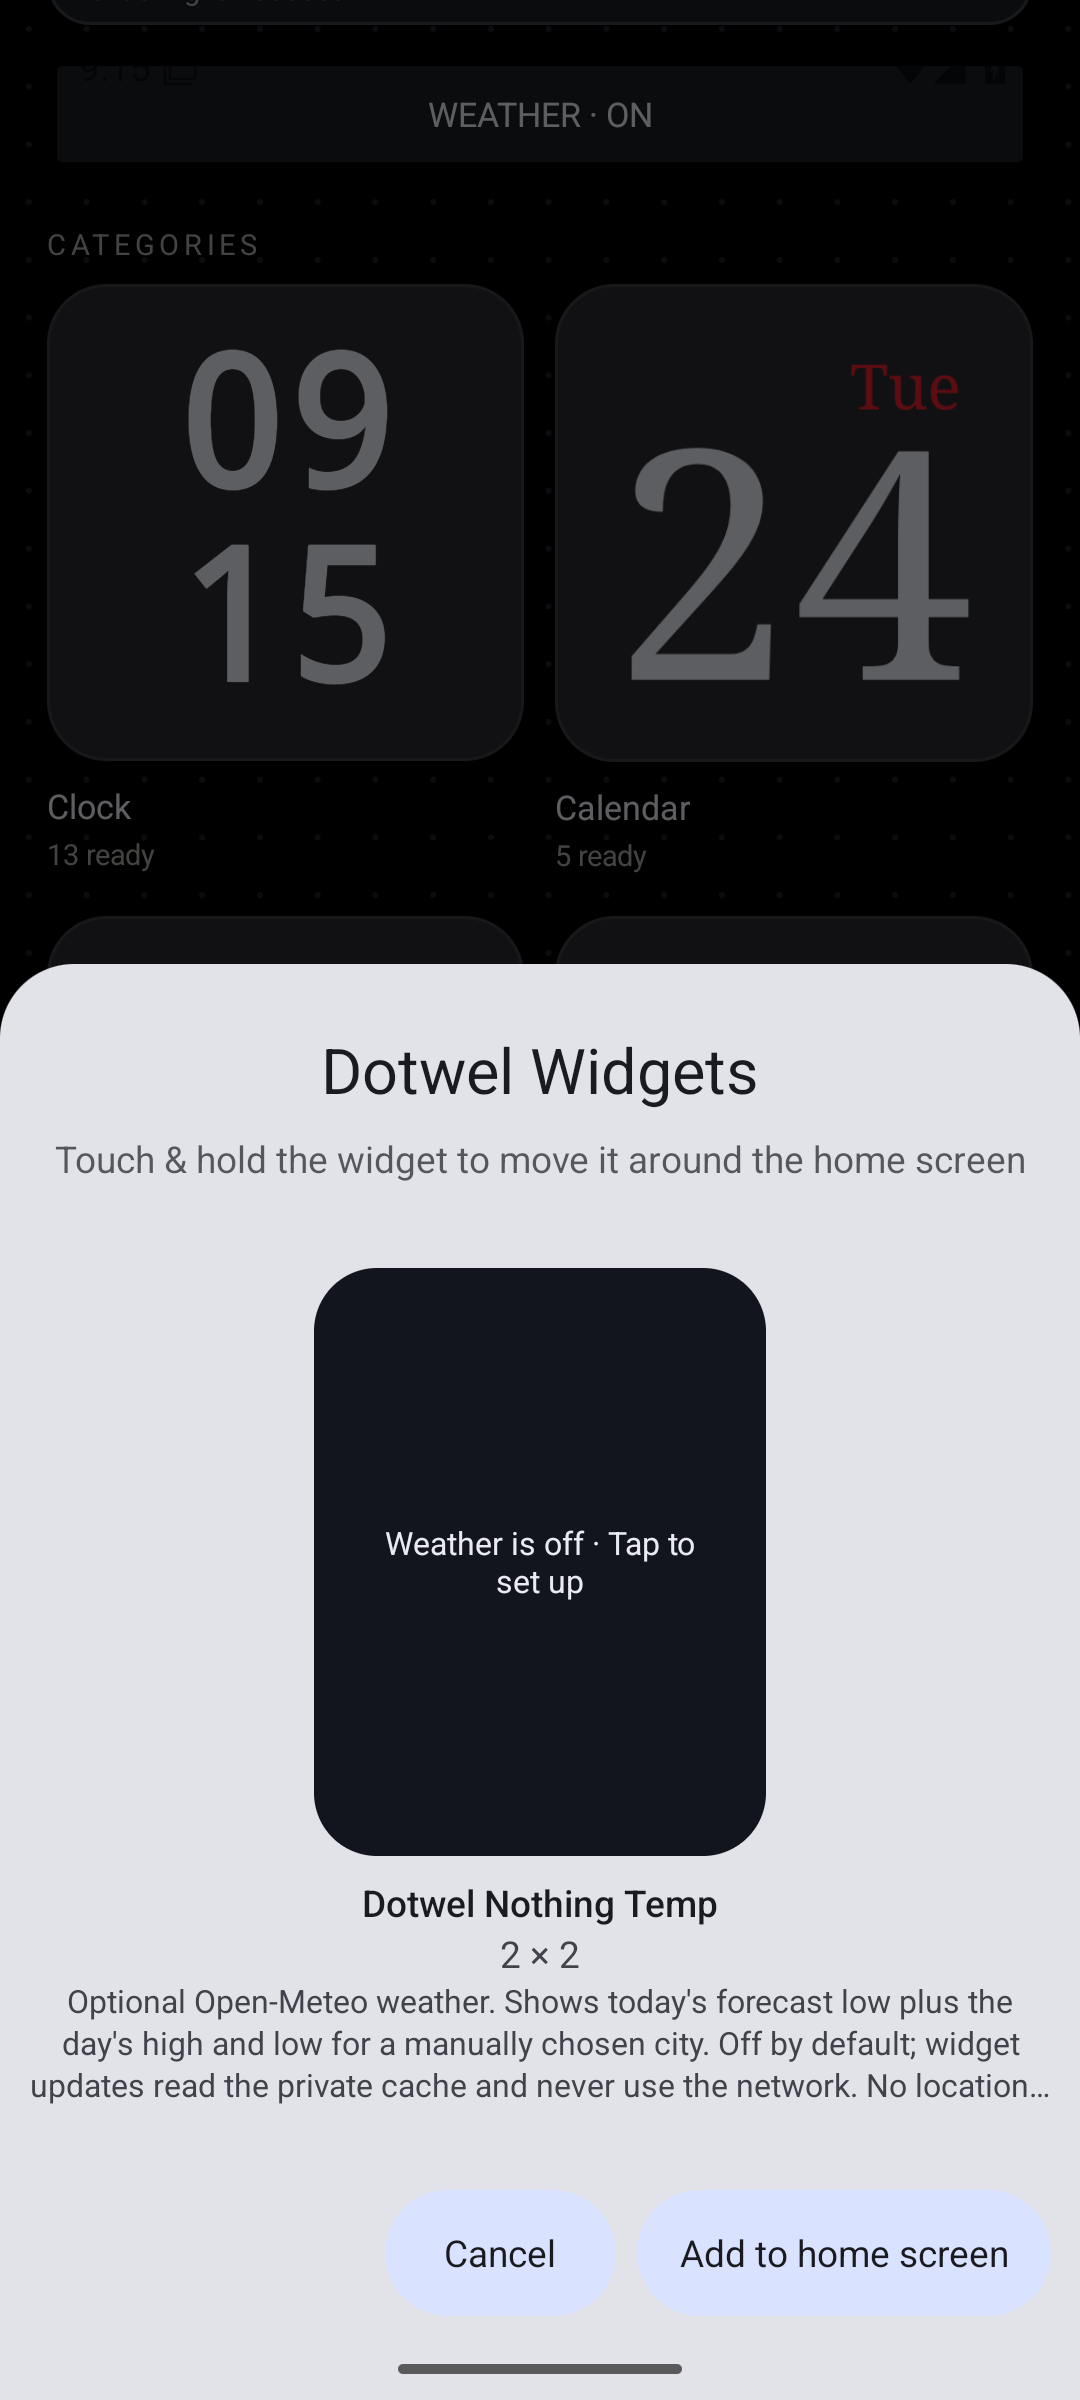 9:15
WEATHER · ON
CATEGORIES
09
15
Tue
24
Clock
13 ready
Calendar
5 ready
Dotwel Widgets
Touch & hold the widget to move it around the home screen
Weather is off · Tap to
set up
Dotwel Nothing Temp
2 × 2
Optional Open-Meteo weather. Shows today's forecast low plus the
day's high and low for a manually chosen city. Off by default; widget
updates read the private cache and never use the network. No location…
Cancel
Add to home screen